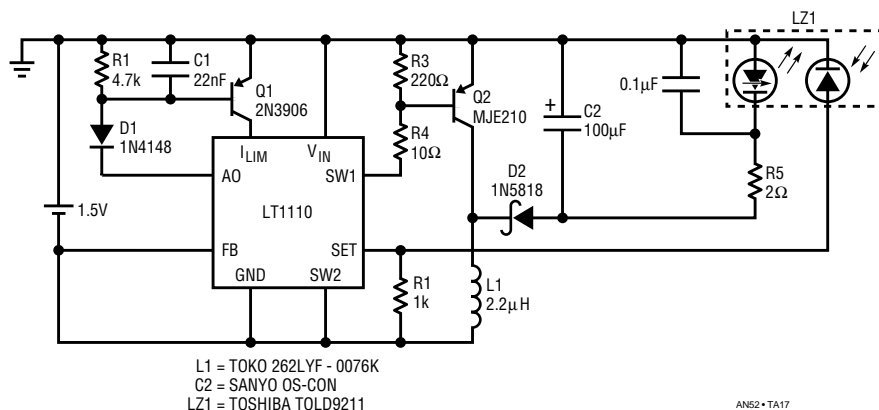 LZ1
R1
4.7k
C1
22nF
Q1
2N3906
R3
220Ω
Q2
MJE210
0.1µF
+
C2
100µF
D1
1N4148
R4
10Ω
ILIM
VIN
AO
SW1
D2
1N5818
R5
2Ω
1.5V
LT1110
FB
SET
GND
SW2
R1
1k
L1
2.2µH
L1 = TOKO 262LYF - 0076K
C2 = SANYO OS-CON
LZ1 = TOSHIBA TOLD9211
AN52 • TA17